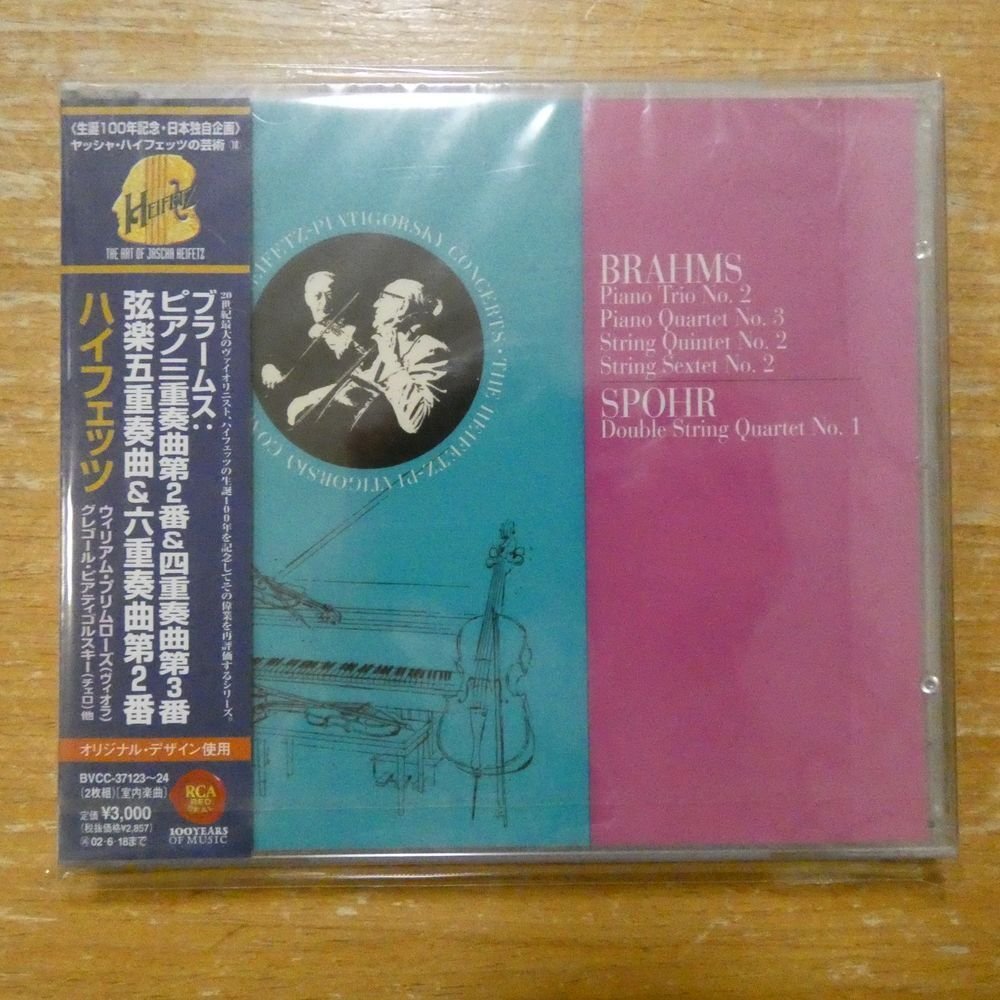 〈生誕100年記念・日本独自企画〉
ヤッシャ・ハイフェッツの芸術
HEIFETZ
THE ART OF JASCHA HEIFETZ
20世紀最大のヴァイオリニスト、ハイフェッツの生誕100年を記念してその偉業を再評価するシリーズ。
ブラームス:
ピアノ三重奏曲第2番&四重奏曲第3番
弦楽五重奏曲&六重奏曲第2番
ハイフェッツ
ウィリアム・プリムローズ(ヴィオラ)
グレゴール・ピアティゴルスキー(チェロ)他
オリジナル・デザイン使用
BVCC-37123〜24
(2枚組)[室内楽曲]
定価¥3,000
(税抜価格¥2,857)
02・6・18まで
RCA
RED
SEAL
100YEARS
OF MUSIC
HEIFETZ-PIATIGORSKY CONCERTS · THE HEIFETZ-PIATIGORSKY
BRAHMS
Piano Trio No. 2
Piano Quartet No. 3
String Quintet No. 2
String Sextet No. 2
SPOHR
Double String Quartet No. 1